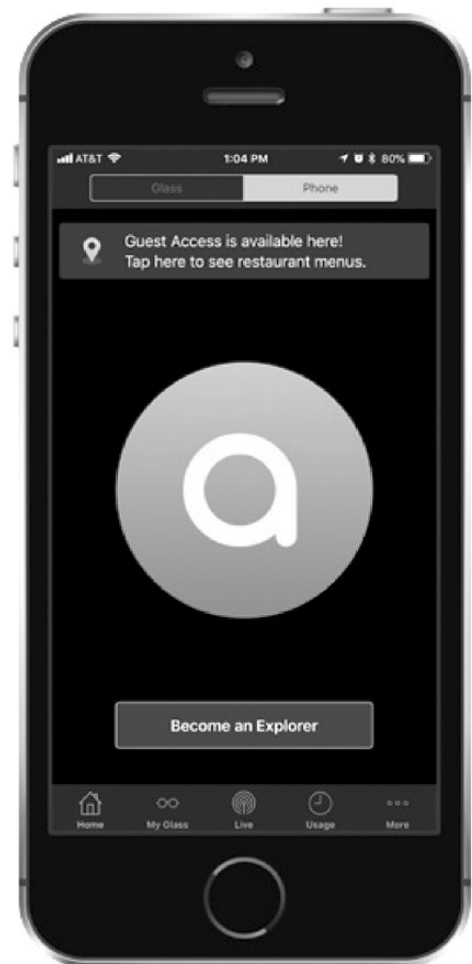 AT&T 1:04 PM 80%
Glass Phone
Guest Access is available here!
Tap here to see restaurant menus.
a
Become an Explorer
Home My Glass Live Usage More